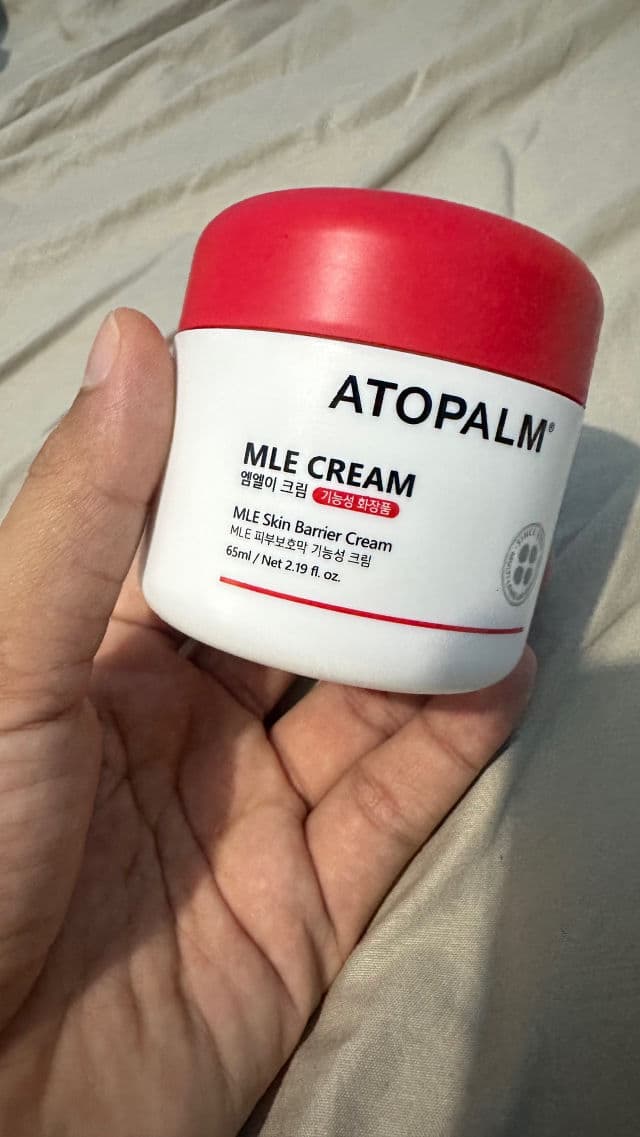 ATOPALM®
MLE CREAM
엠엘이 크림 기능성 화장품
MLE Skin Barrier Cream
MLE 피부보호막 기능성 크림
65ml / Net 2.19 fl. oz.